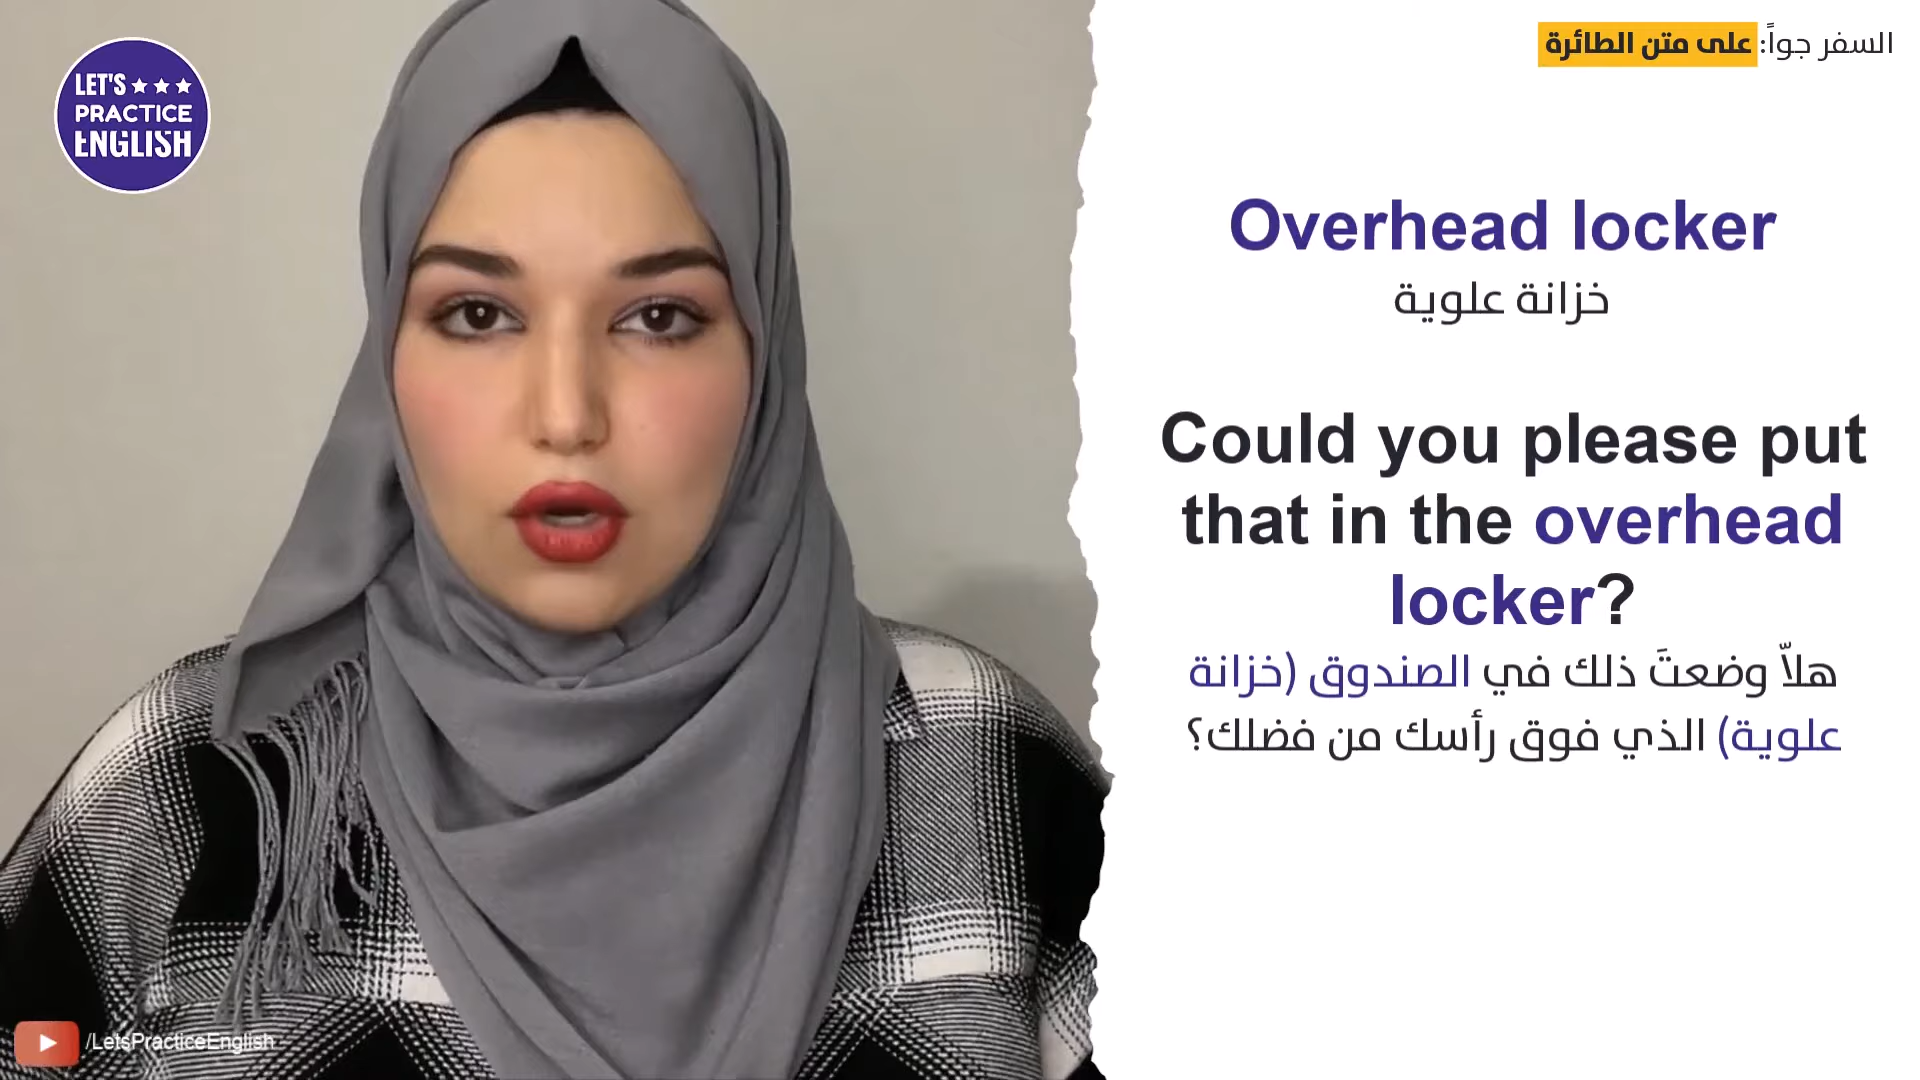 LET'S
PRACTICE
ENGLISH
السفر جواً: على متن الطائرة
Overhead locker
خزانة علوية
Could you please put
that in the overhead
locker?
هلاّ وضعتَ ذلك في الصندوق (خزانة
علوية) الذي فوق رأسك من فضلك؟
/LetsPracticeEnglish